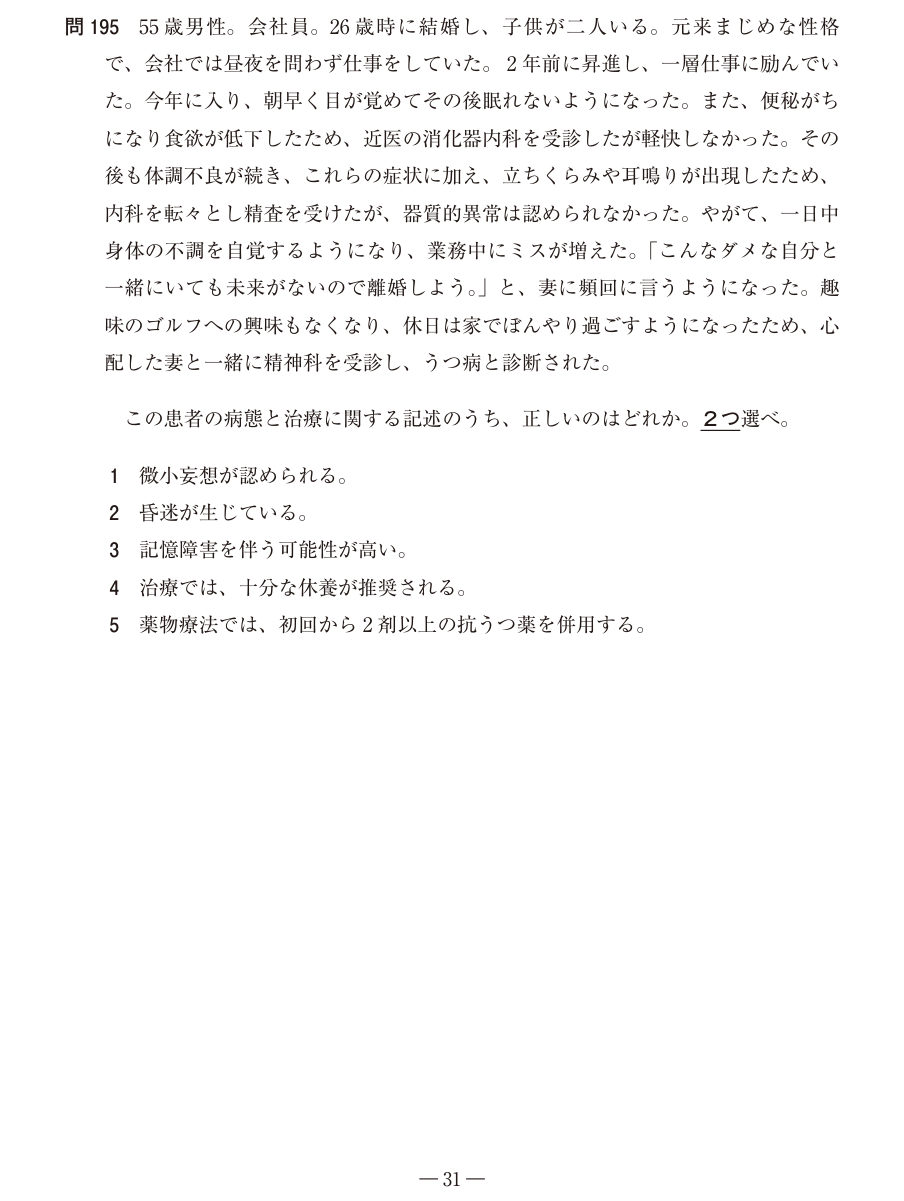 問 195　55 歳男性。会社員。26 歳時に結婚し、子供が二人いる。元来まじめな性格
で、会社では昼夜を問わず仕事をしていた。２年前に昇進し、一層仕事に励んでい
た。今年に入り、朝早く目が覚めてその後眠れないようになった。また、便秘がち
になり食欲が低下したため、近医の消化器内科を受診したが軽快しなかった。その
後も体調不良が続き、これらの症状に加え、立ちくらみや耳鳴りが出現したため、
内科を転々とし精査を受けたが、器質的異常は認められなかった。やがて、一日中
身体の不調を自覚するようになり、業務中にミスが増えた。「こんなダメな自分と
一緒にいても未来がないので離婚しよう。」と、妻に頻回に言うようになった。趣
味のゴルフへの興味もなくなり、休日は家でぼんやり過ごすようになったため、心
配した妻と一緒に精神科を受診し、うつ病と診断された。
この患者の病態と治療に関する記述のうち、正しいのはどれか。２つ選べ。
1　微小妄想が認められる。
2　昏迷が生じている。
3　記憶障害を伴う可能性が高い。
4　治療では、十分な休養が推奨される。
5　薬物療法では、初回から２剤以上の抗うつ薬を併用する。
― 31 ―